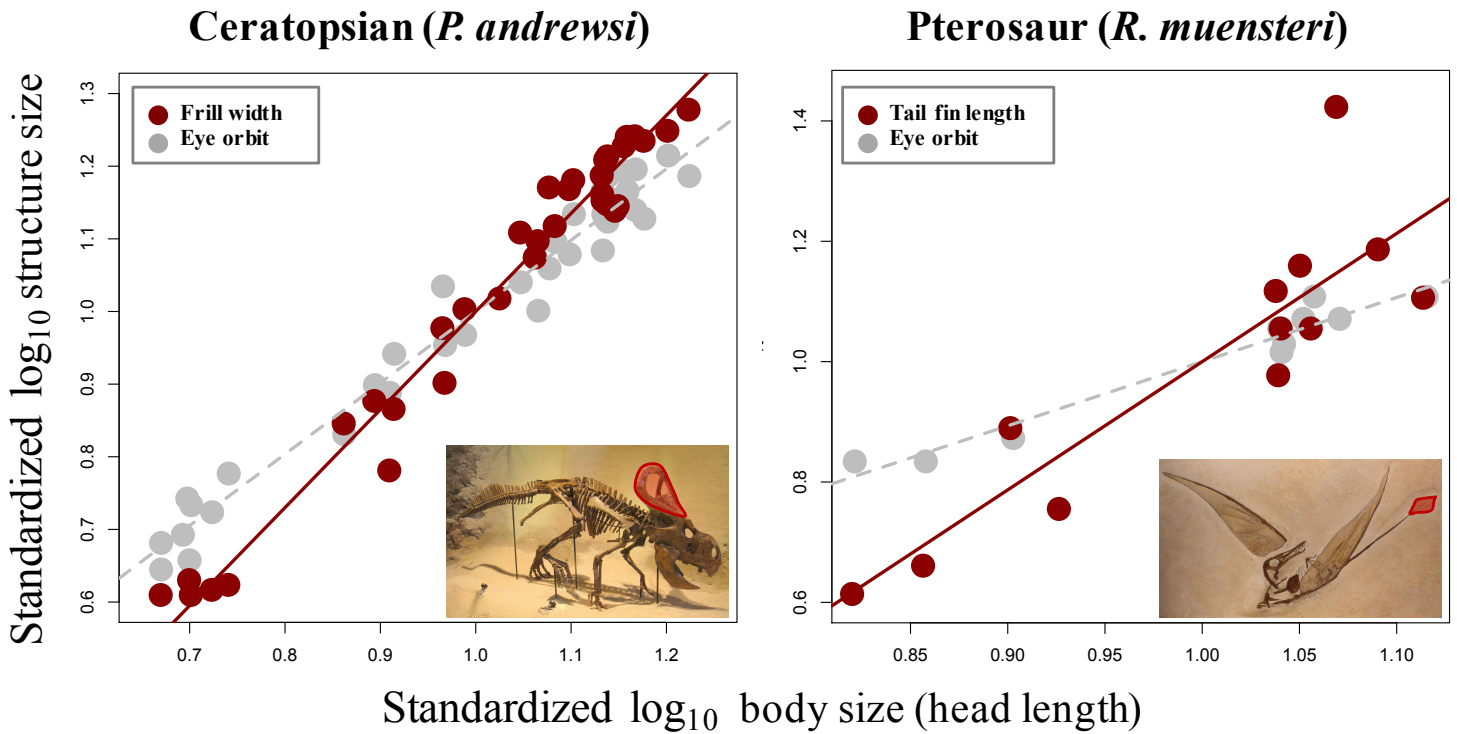 Ceratopsian (P. andrewsi)
Pterosaur (R. muensteri)
Standardized log10 structure size
Frill width
Eye orbit
1.3
1.2
1.1
1.0
0.9
0.8
0.7
0.6
0.7 0.8 0.9 1.0 1.1 1.2
Tail fin length
Eye orbit
1.4
1.2
1.0
0.8
0.6
0.85 0.90 0.95 1.00 1.05 1.10
Standardized log10 body size (head length)